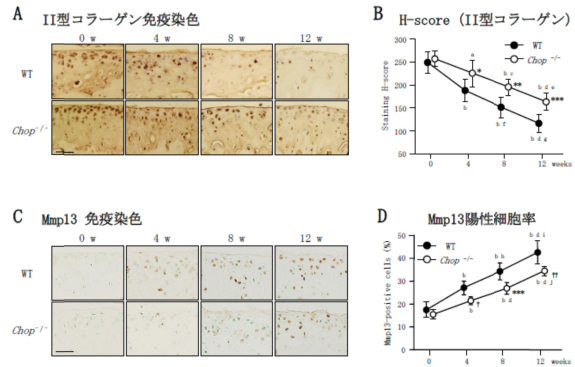 A II型コラーゲン免疫染色
0 w 4 w 8 w 12 w
WT
Chop-/-
B H-score (II型コラーゲン)
WT
Chop -/-
Staining H-score
300
250
200
150
100
50
a
*
b
b c
**
b f
b d e
***
b d g
0 4 8 12 weeks
C Mmp13 免疫染色
0 w 4 w 8 w 12 w
WT
Chop-/-
D Mmp13陽性細胞率
WT
Chop -/-
Mmp13-positive cells (%)
50
40
30
20
10
0
b
b †
b h
b d ***
b d i
††
b d j
0 4 8 12 weeks